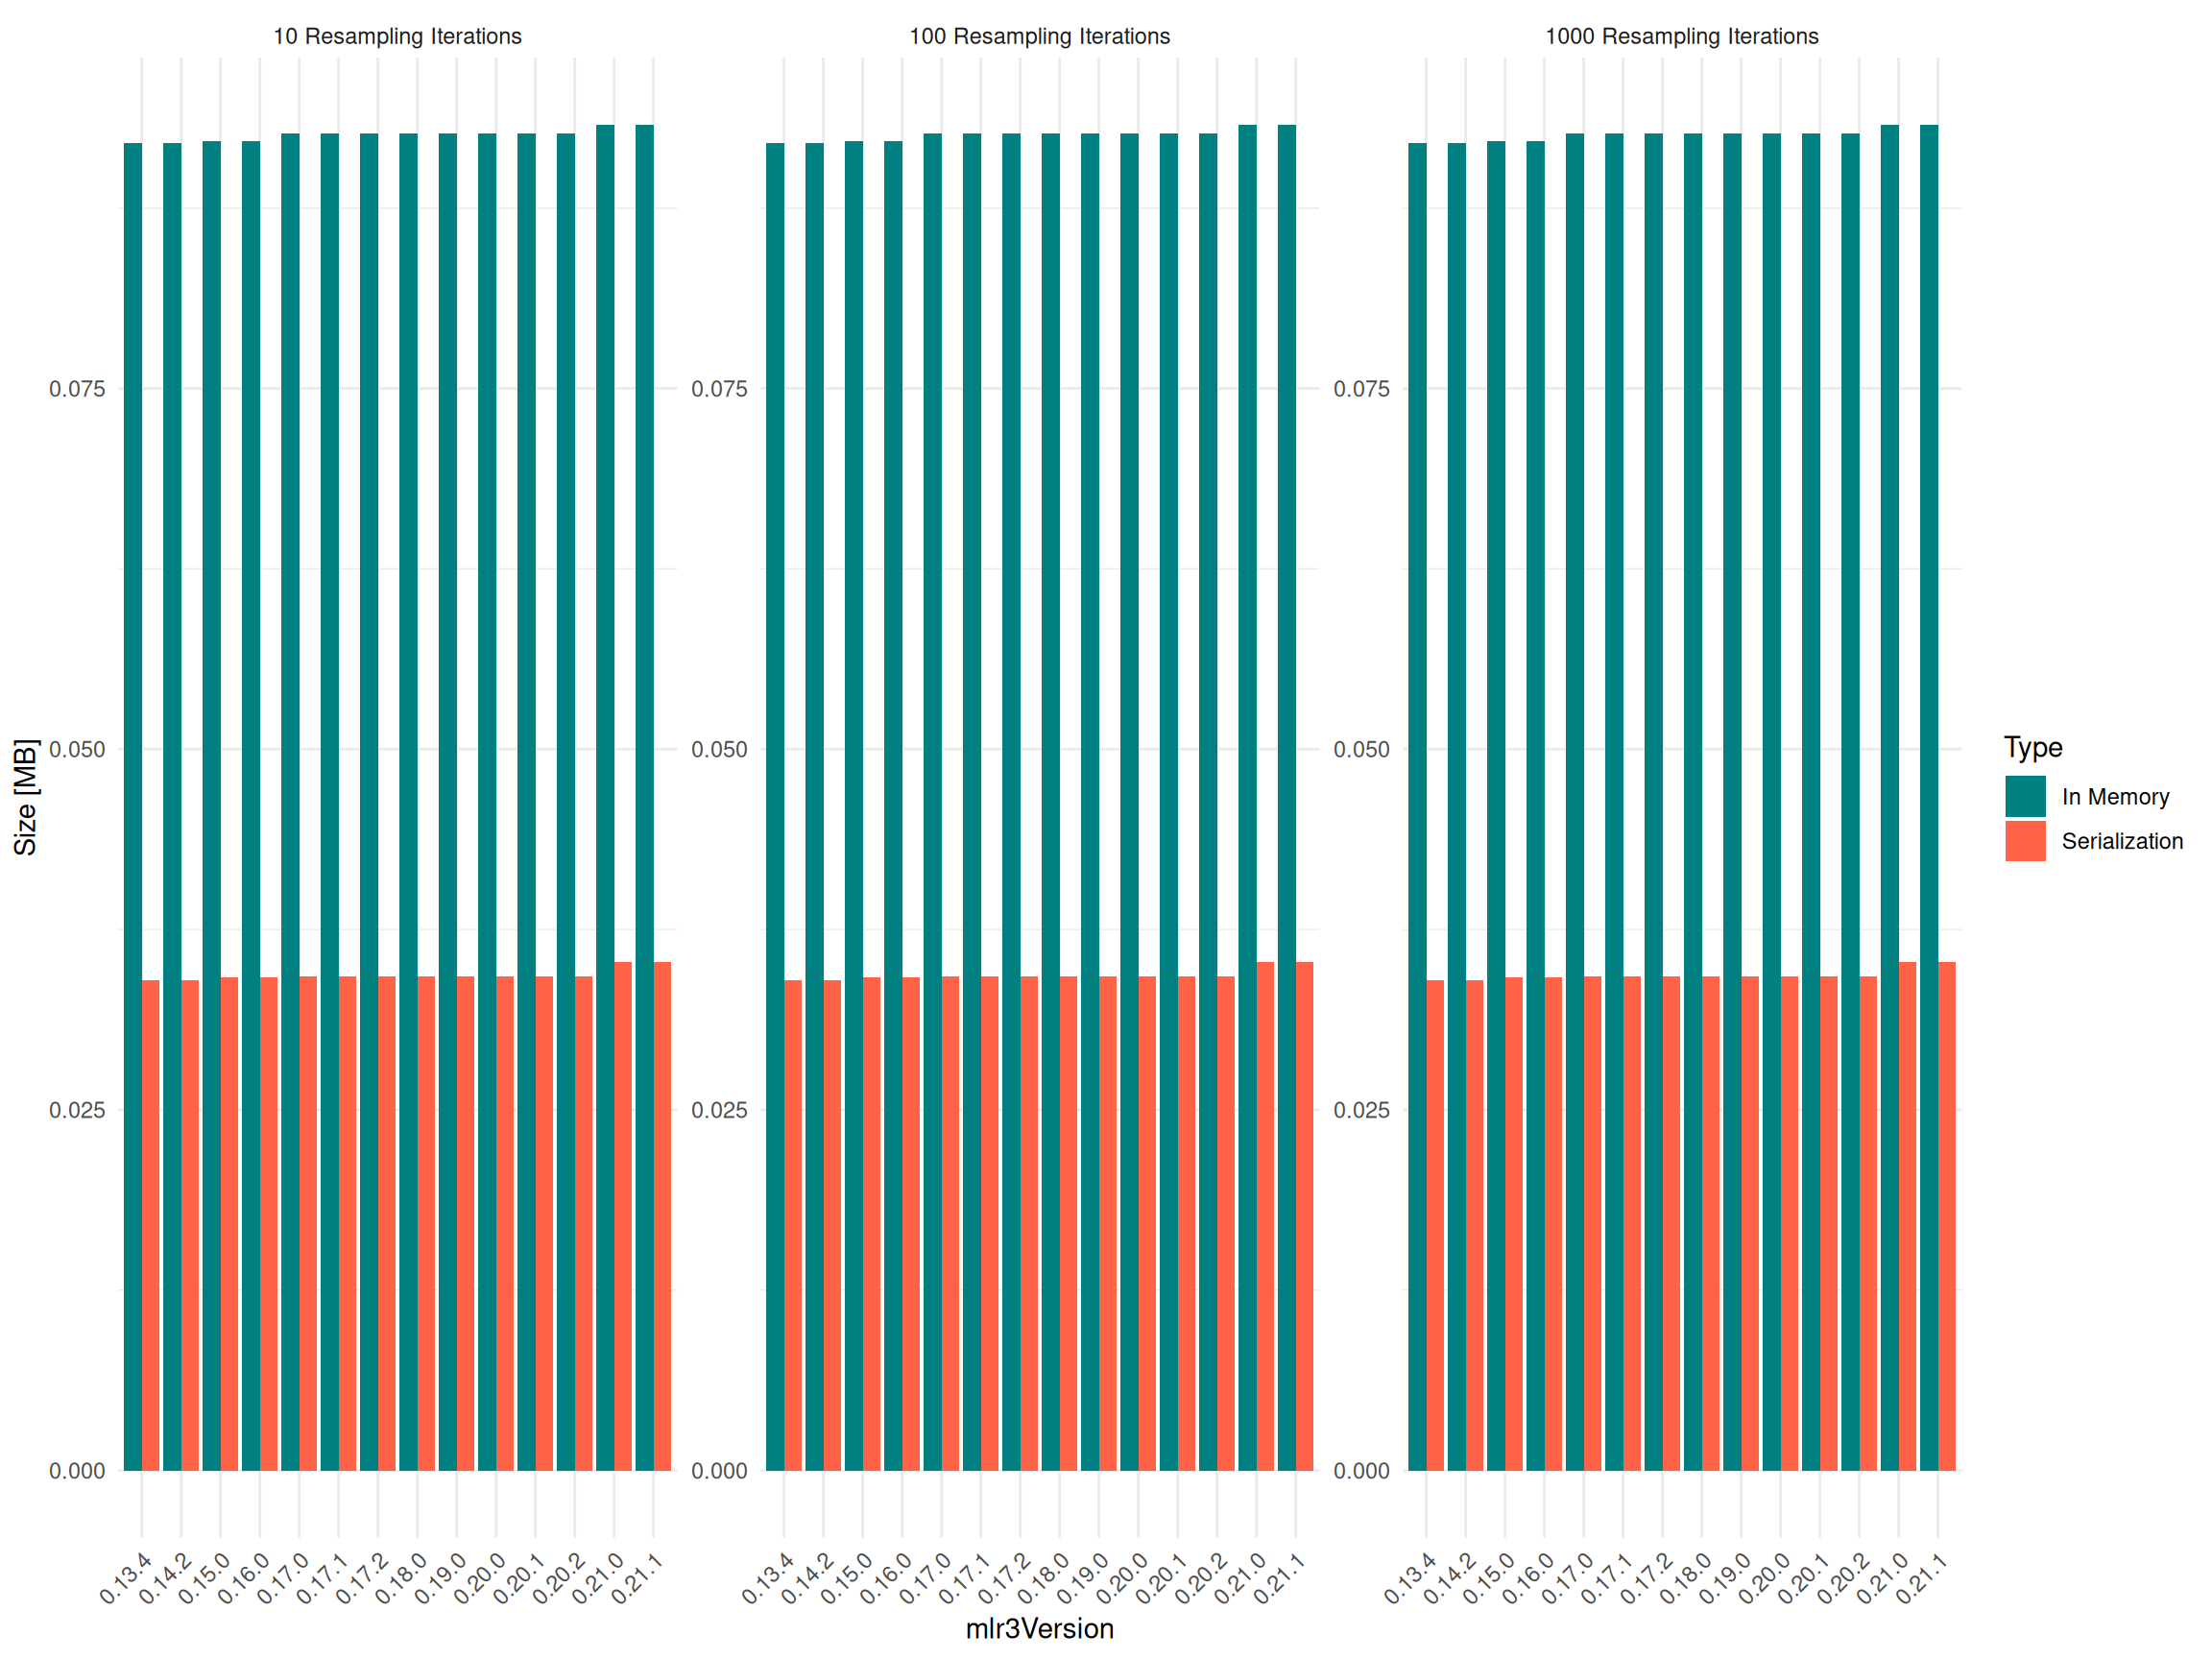 10 Resampling Iterations
100 Resampling Iterations
1000 Resampling Iterations
Size [MB]
0.075
0.050
0.025
0.000
0.075
0.050
0.025
0.000
0.075
0.050
0.025
0.000
0.13.4 0.14.2 0.15.0 0.16.0 0.17.0 0.17.1 0.17.2 0.18.0 0.19.0 0.20.0 0.20.1 0.20.2 0.21.0 0.21.1
0.13.4 0.14.2 0.15.0 0.16.0 0.17.0 0.17.1 0.17.2 0.18.0 0.19.0 0.20.0 0.20.1 0.20.2 0.21.0 0.21.1
0.13.4 0.14.2 0.15.0 0.16.0 0.17.0 0.17.1 0.17.2 0.18.0 0.19.0 0.20.0 0.20.1 0.20.2 0.21.0 0.21.1
mlr3Version
Type
In Memory
Serialization